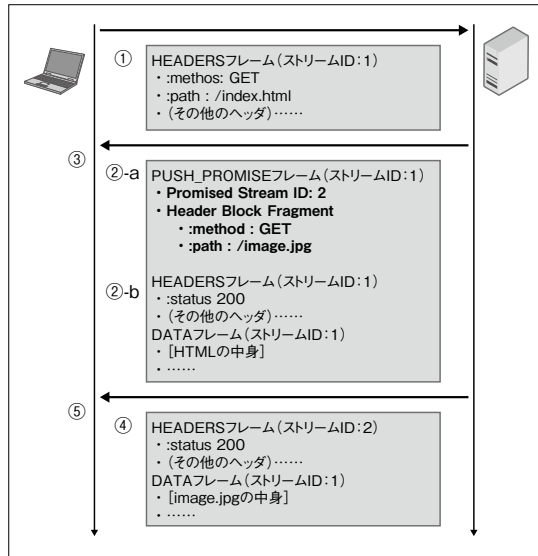 ① HEADERSフレーム(ストリームID:1)
・:methos: GET
・:path : /index.html
・(その他のヘッダ)……
③
②-a PUSH_PROMISEフレーム(ストリームID:1)
・Promised Stream ID: 2
・Header Block Fragment
・:method : GET
・:path : /image.jpg
②-b HEADERSフレーム(ストリームID:1)
・:status 200
・(その他のヘッダ)……
DATAフレーム(ストリームID:1)
・[HTMLの中身]
・……
⑤
④ HEADERSフレーム(ストリームID:2)
・:status 200
・(その他のヘッダ)……
DATAフレーム(ストリームID:1)
・[image.jpgの中身]
・……